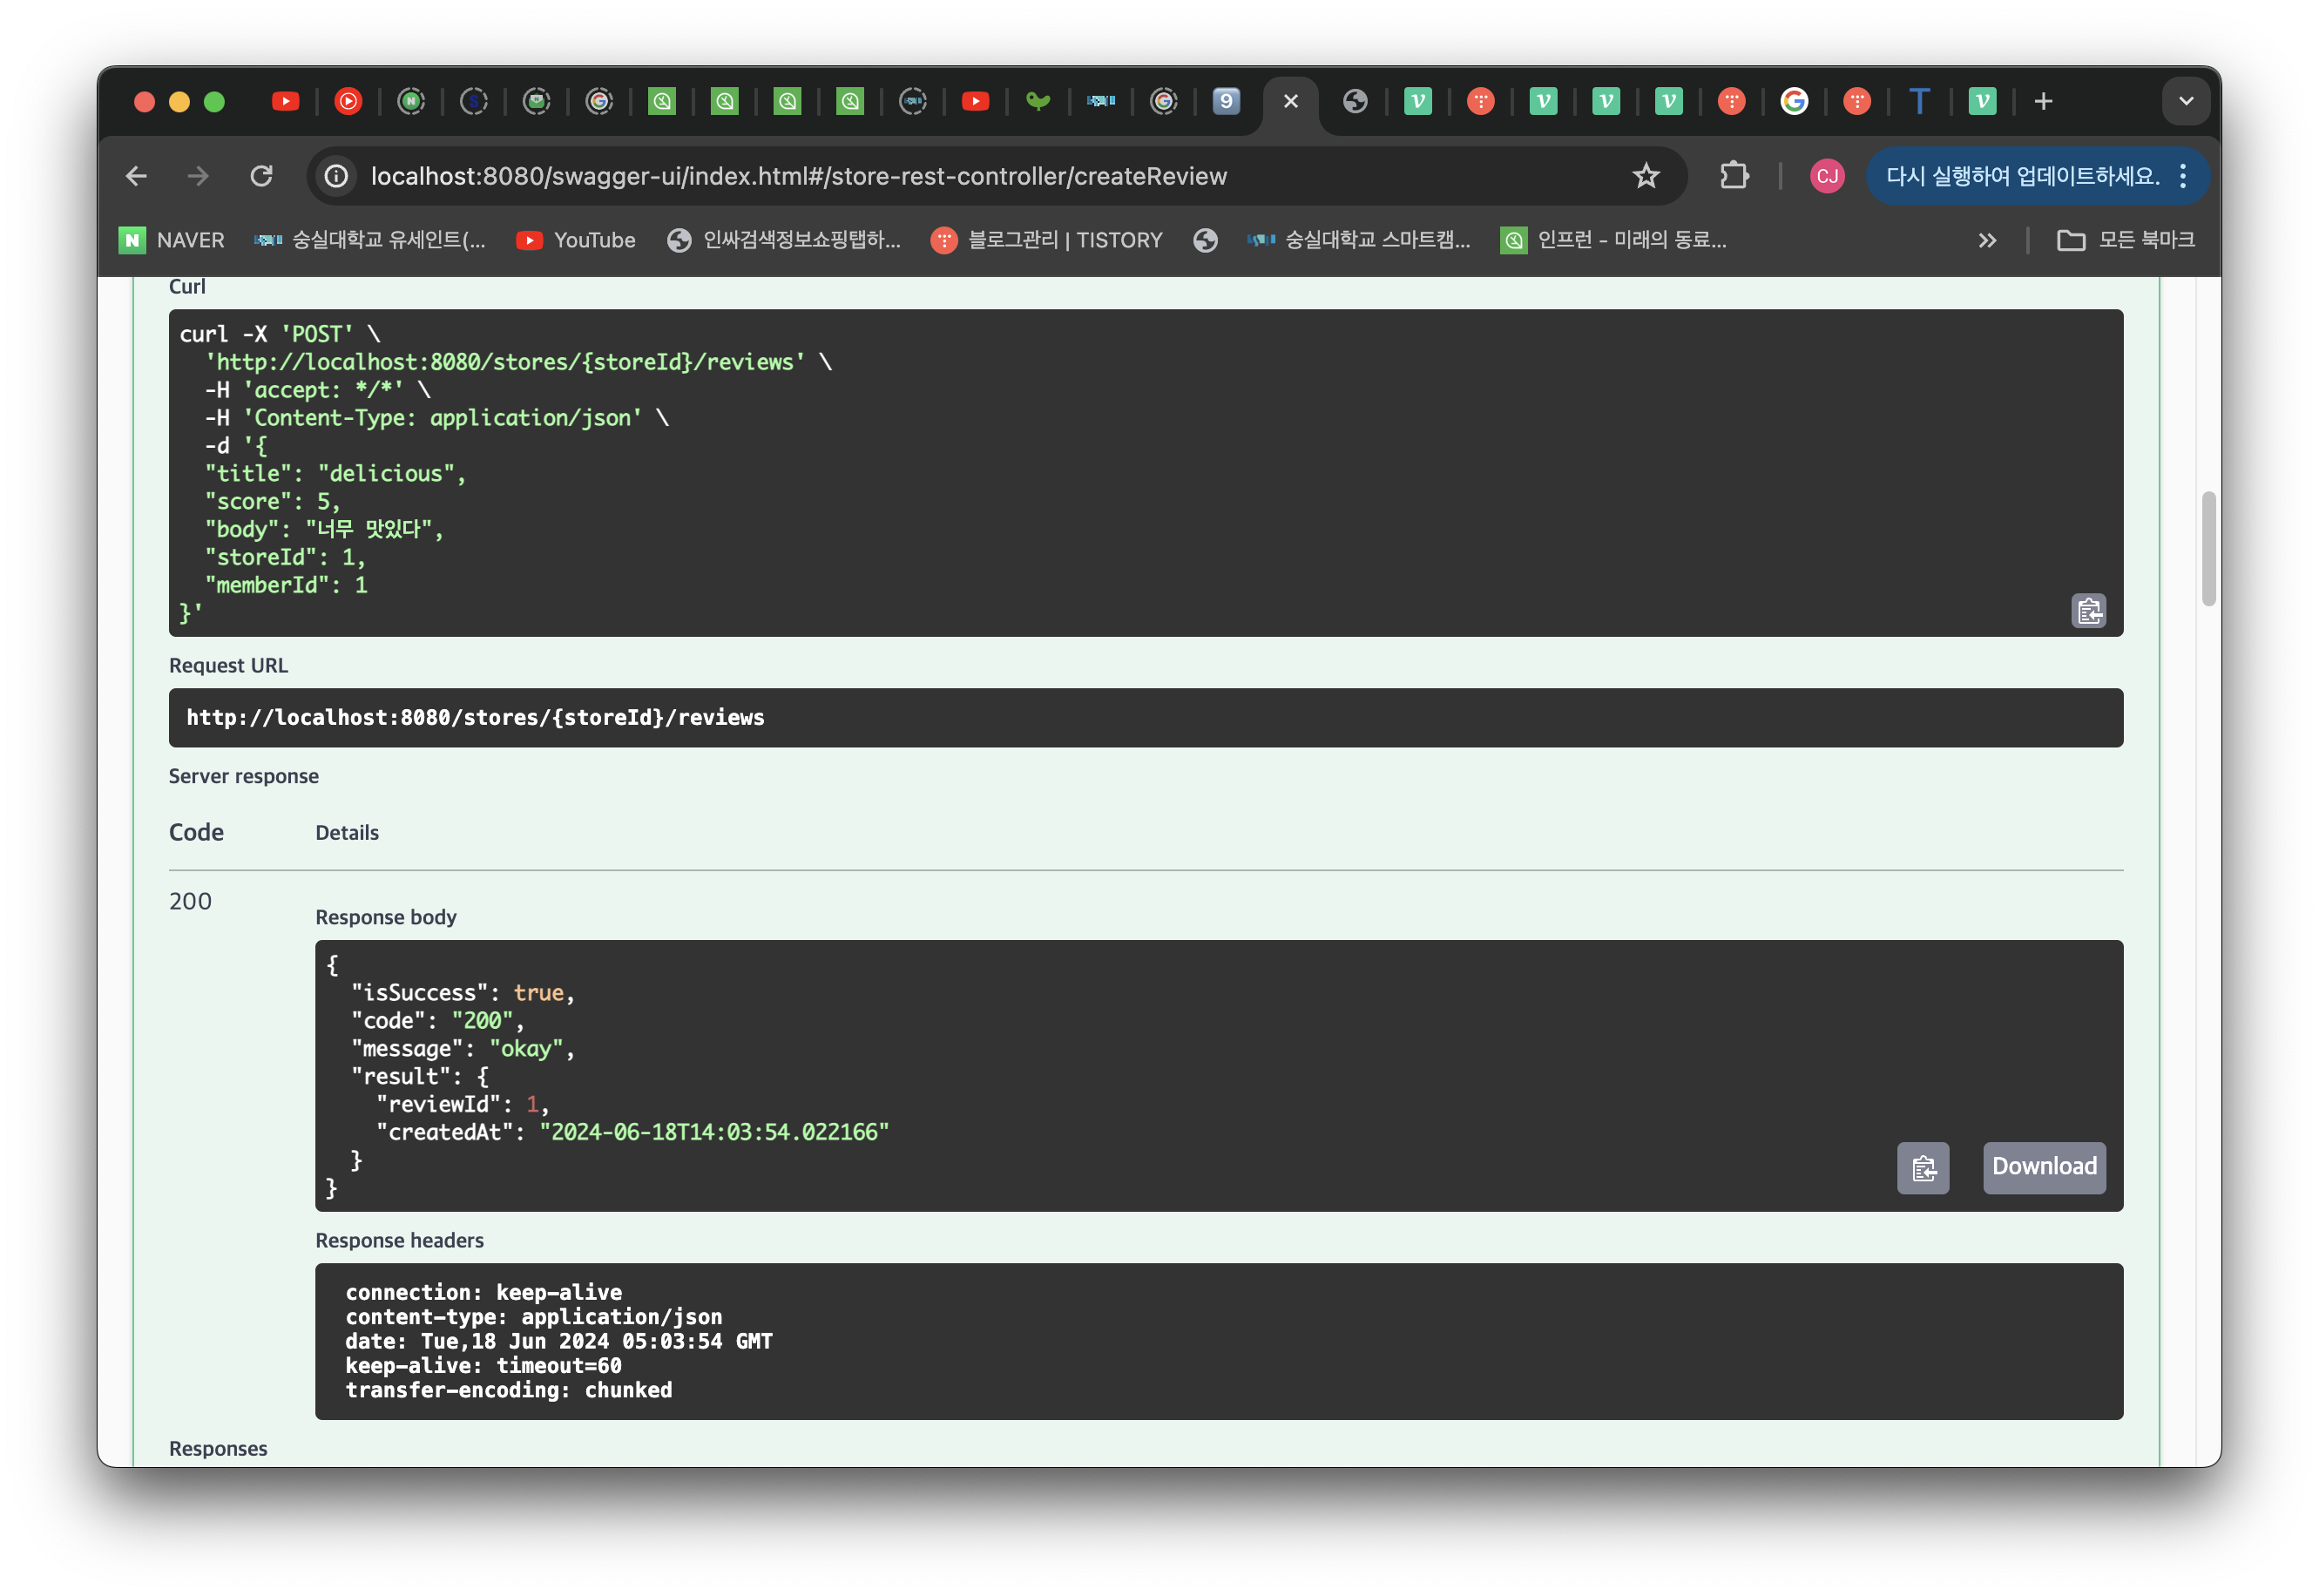 9
localhost:8080/swagger-ui/index.html#/store-rest-controller/createReview
CJ
다시 실행하여 업데이트하세요.
NAVER
숭실대학교 유세인트(...
YouTube
인싸검색정보쇼핑탭하...
블로그관리 | TISTORY
숭실대학교 스마트캠...
인프런 - 미래의 동료...
모든 북마크
Curl
curl -X 'POST' \
'http://localhost:8080/stores/{storeId}/reviews' \
-H 'accept: */*' \
-H 'Content-Type: application/json' \
-d '{
"title": "delicious",
"score": 5,
"body": "너무 맛있다",
"storeId": 1,
"memberId": 1
}'
Request URL
http://localhost:8080/stores/{storeId}/reviews
Server response
Code Details
200
Response body
{
"isSuccess": true,
"code": "200",
"message": "okay",
"result": {
"reviewId": 1,
"createdAt": "2024-06-18T14:03:54.022166"
}
}
Download
Response headers
connection: keep-alive
content-type: application/json
date: Tue,18 Jun 2024 05:03:54 GMT
keep-alive: timeout=60
transfer-encoding: chunked
Responses